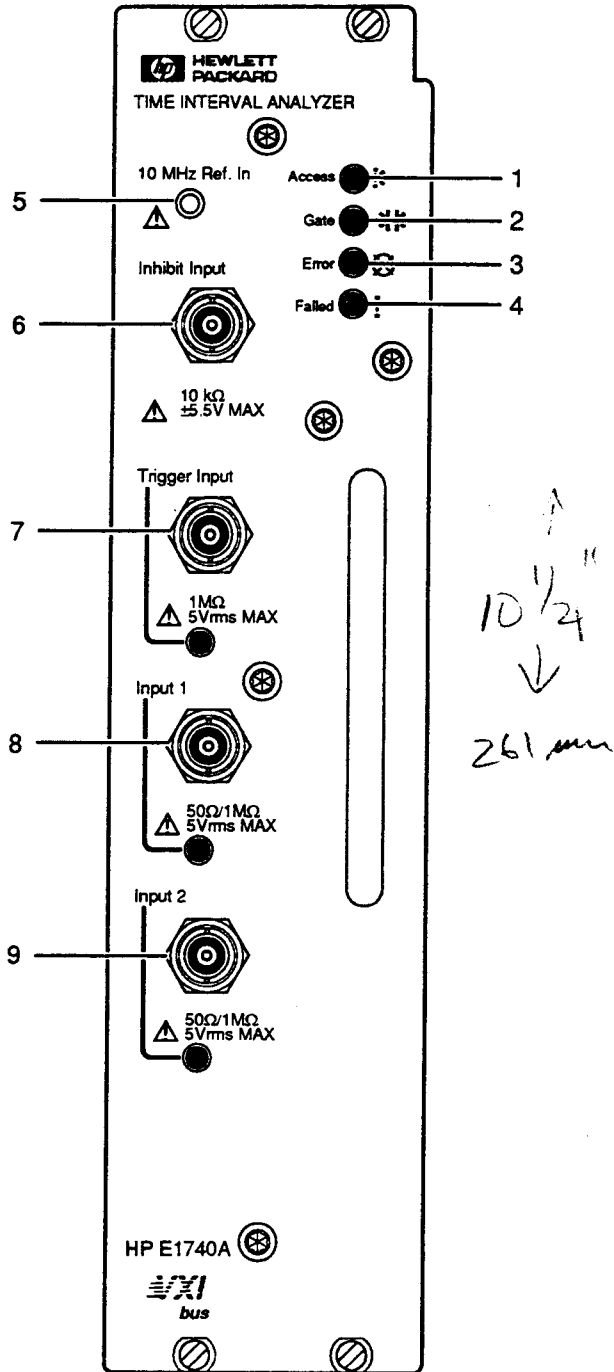 hp HEWLETT
PACKARD
TIME INTERVAL ANALYZER
10 MHz Ref. In
5
Inhibit Input
6
10 kΩ
±5.5V MAX
Trigger Input
7
1MΩ
5Vrms MAX
Input 1
8
50Ω/1MΩ
5Vrms MAX
Input 2
9
50Ω/1MΩ
5Vrms MAX
Access
1
Gate
2
Error
3
Failed
4
10 1/4"
261 mm
HP E1740A
VXI
bus